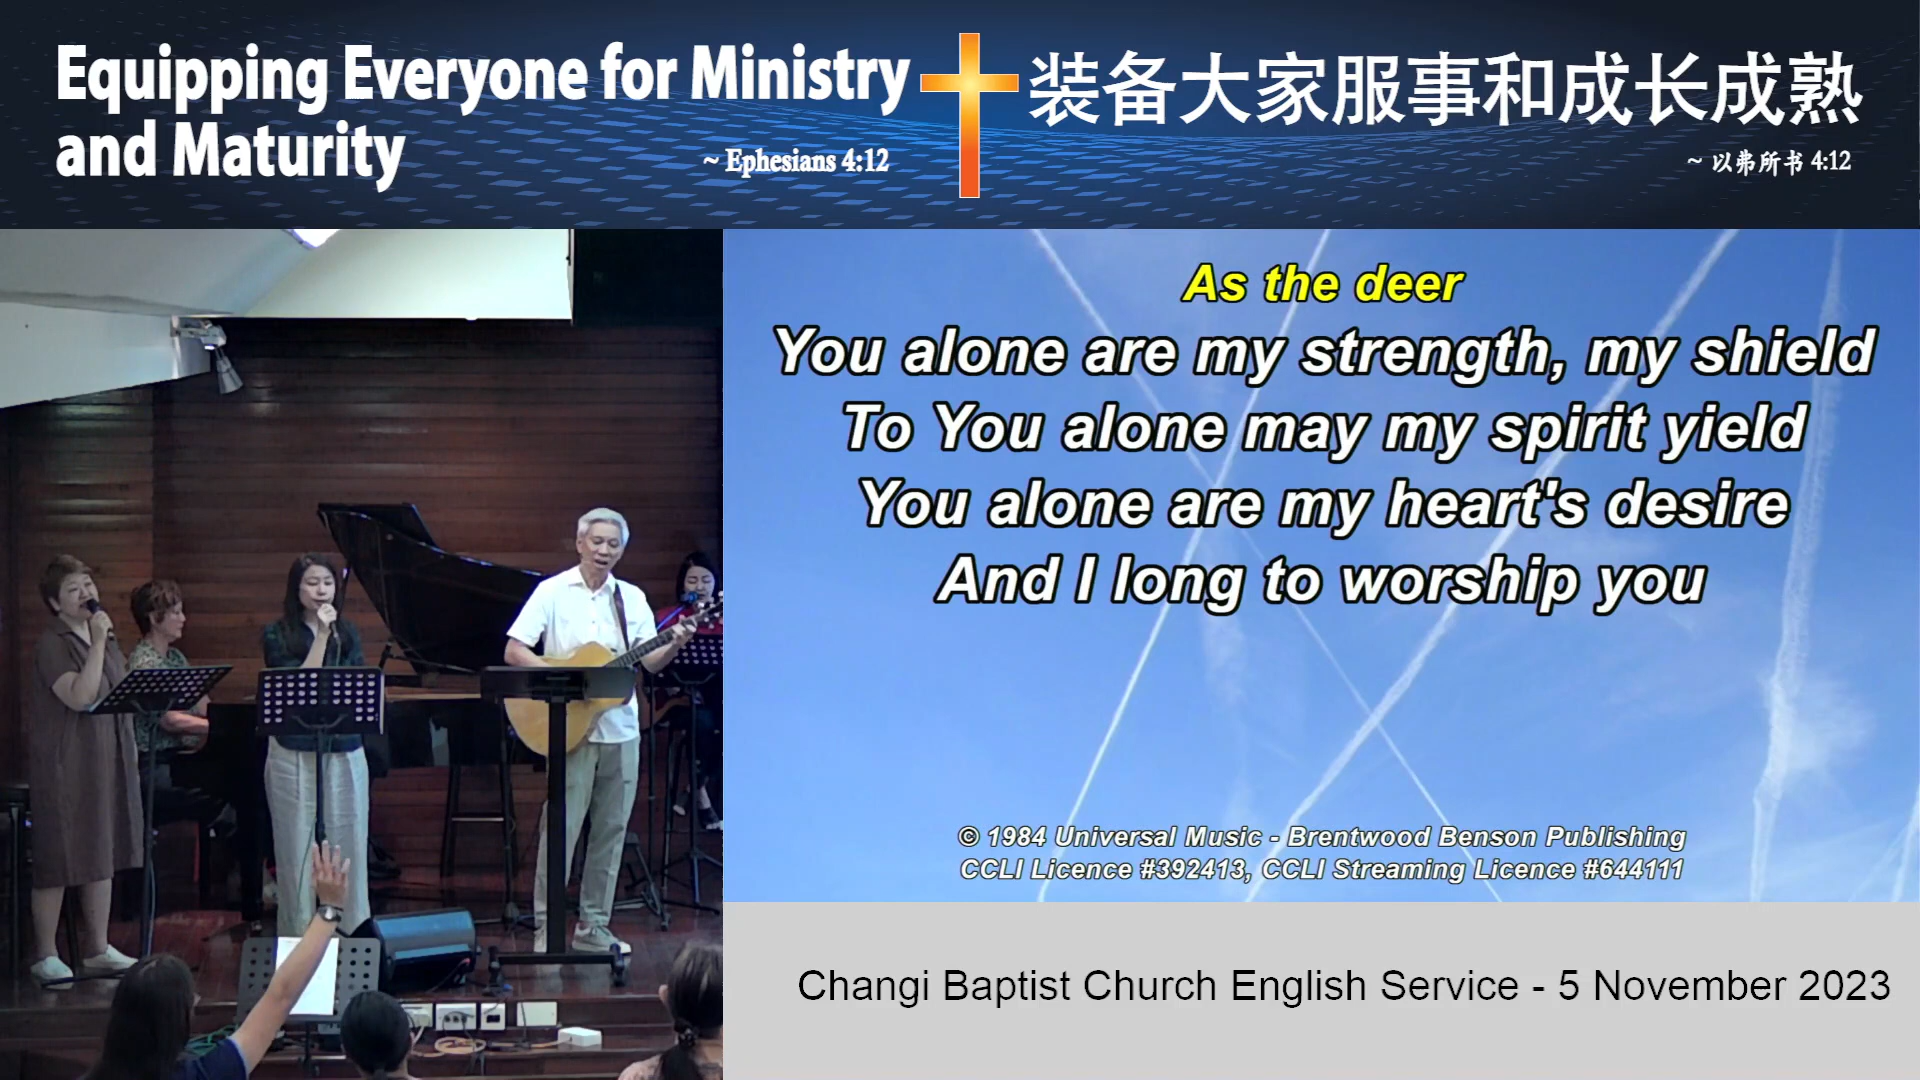 Equipping Everyone for Ministry
and Maturity
~ Ephesians 4:12
装备大家服事和成长成熟
~ 以弗所书 4:12
As the deer
You alone are my strength, my shield
To You alone may my spirit yield
You alone are my heart's desire
And I long to worship you
© 1984 Universal Music - Brentwood Benson Publishing
CCLI Licence #392413, CCLI Streaming Licence #644111
Changi Baptist Church English Service - 5 November 2023